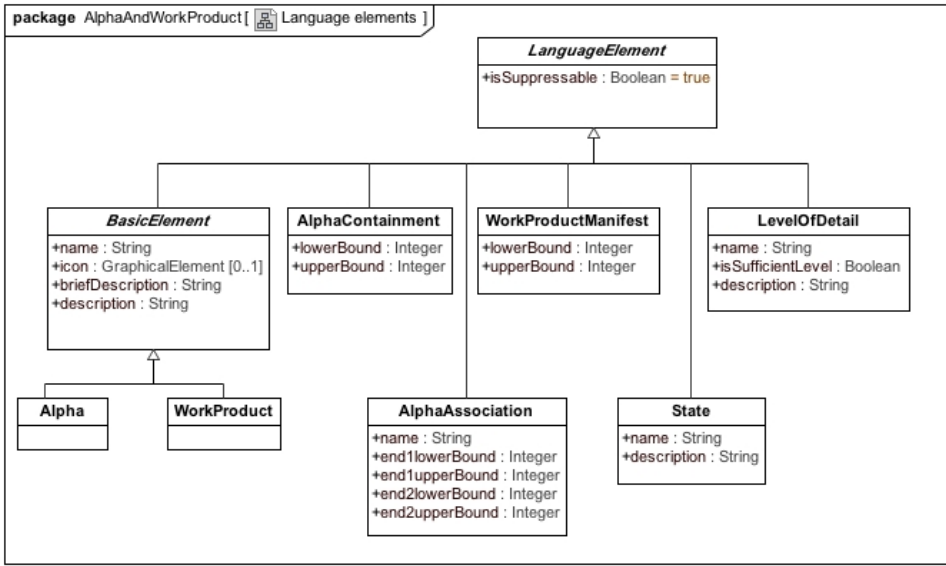 package AlphaAndWorkProduct [ Language elements ]
LanguageElement
+isSuppressable : Boolean = true
BasicElement
+name : String
+icon : GraphicalElement [0..1]
+briefDescription : String
+description : String
AlphaContainment
+lowerBound : Integer
+upperBound : Integer
WorkProductManifest
+lowerBound : Integer
+upperBound : Integer
LevelOfDetail
+name : String
+isSufficientLevel : Boolean
+description : String
Alpha
WorkProduct
AlphaAssociation
+name : String
+end1lowerBound : Integer
+end1upperBound : Integer
+end2lowerBound : Integer
+end2upperBound : Integer
State
+name : String
+description : String